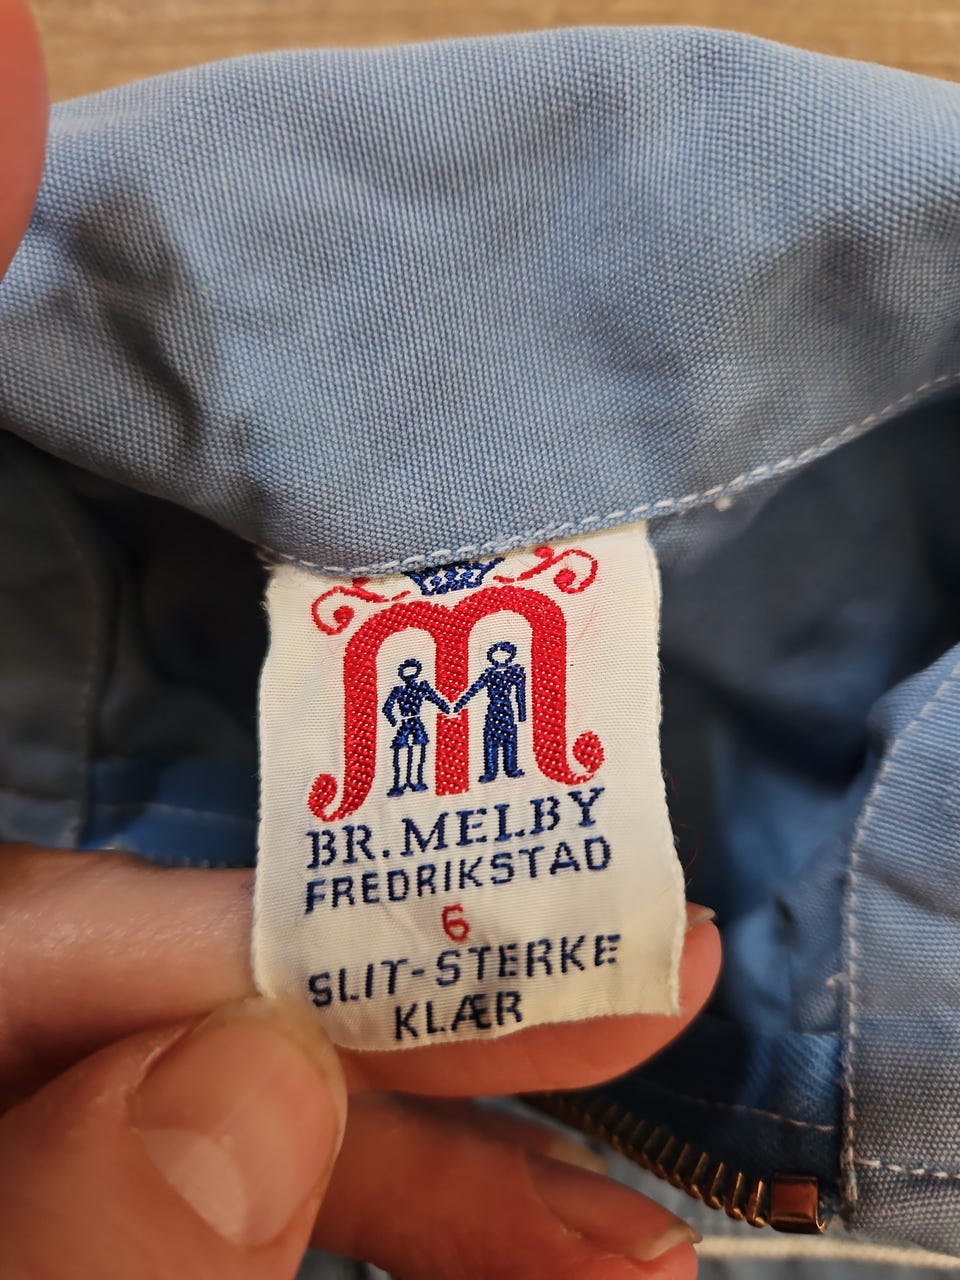 M
BR. MELBY
FREDRIKSTAD
6
SLIT-STERKE
KLÆR